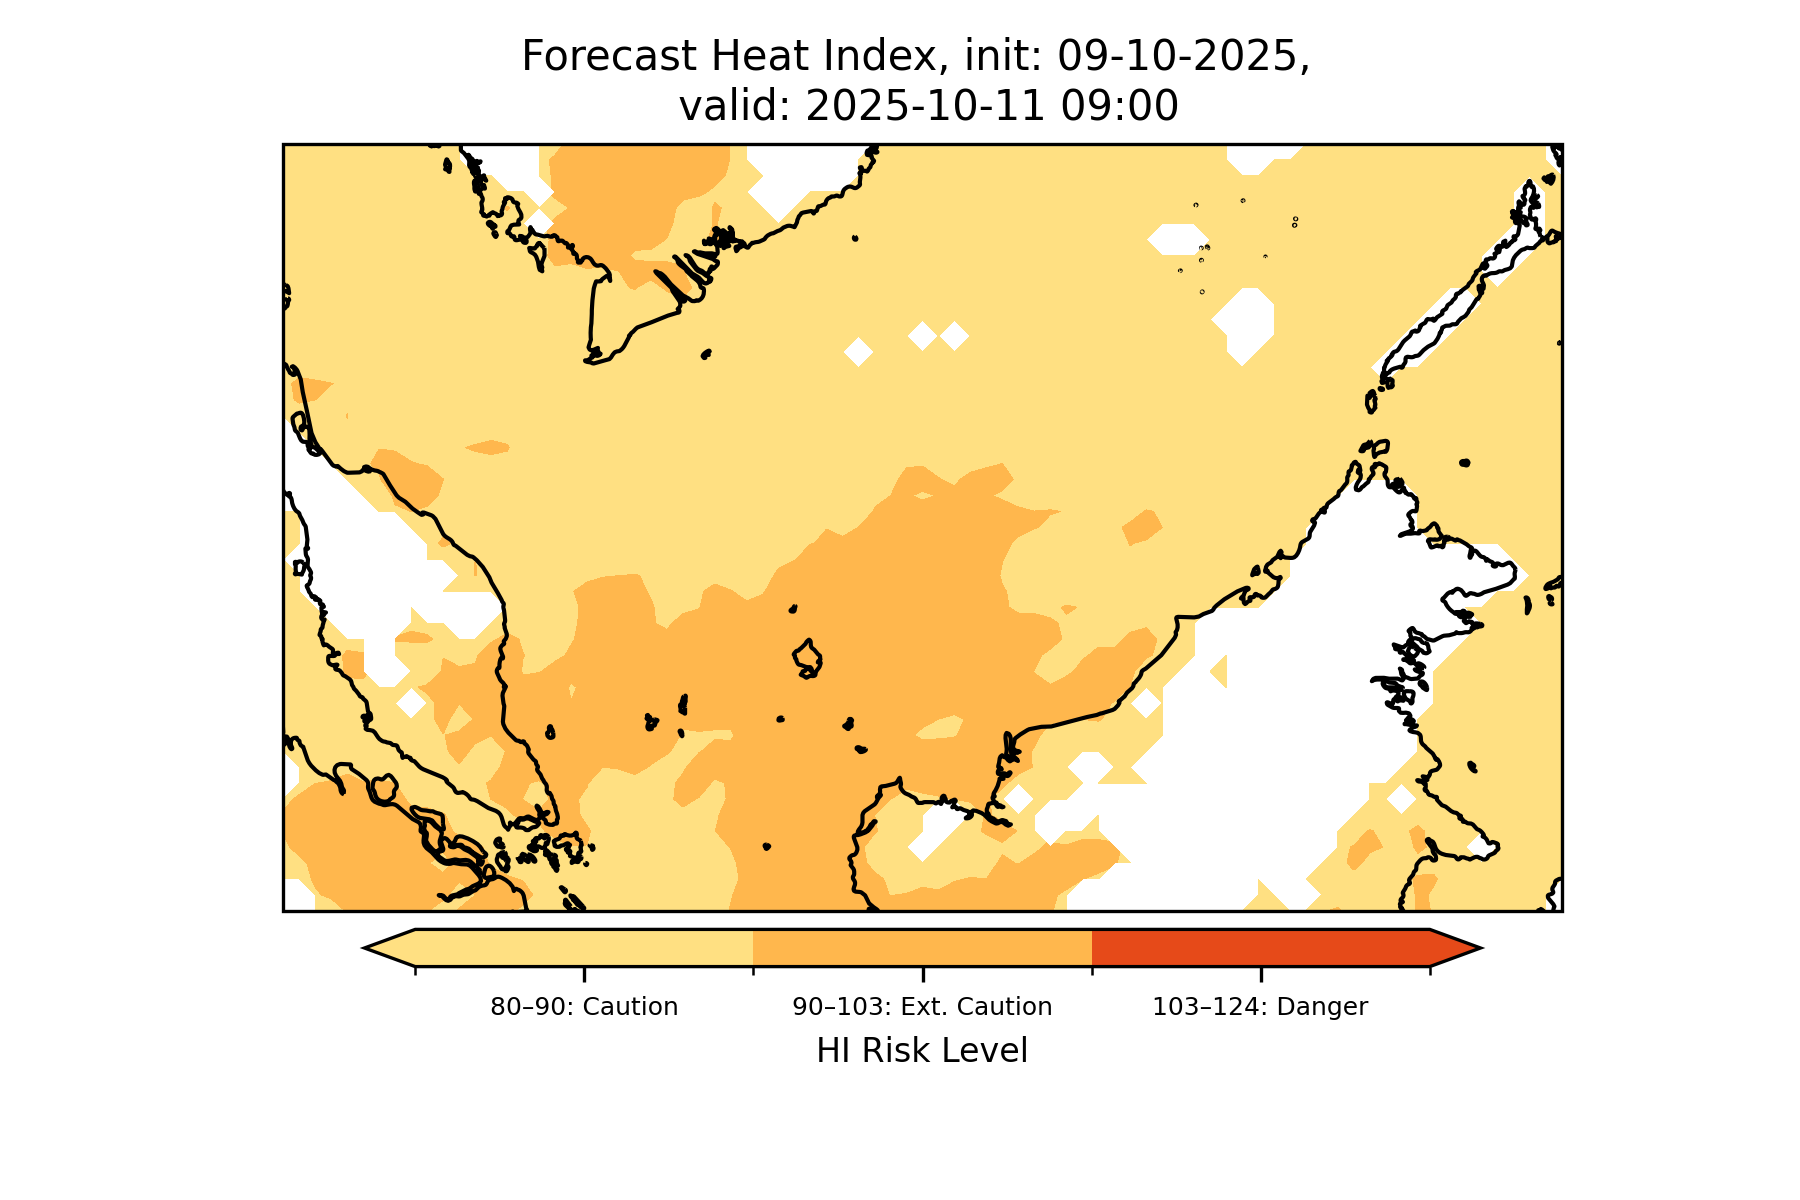 Forecast Heat Index, init: 09-10-2025,
valid: 2025-10-11 09:00
80–90: Caution
90–103: Ext. Caution
103–124: Danger
HI Risk Level